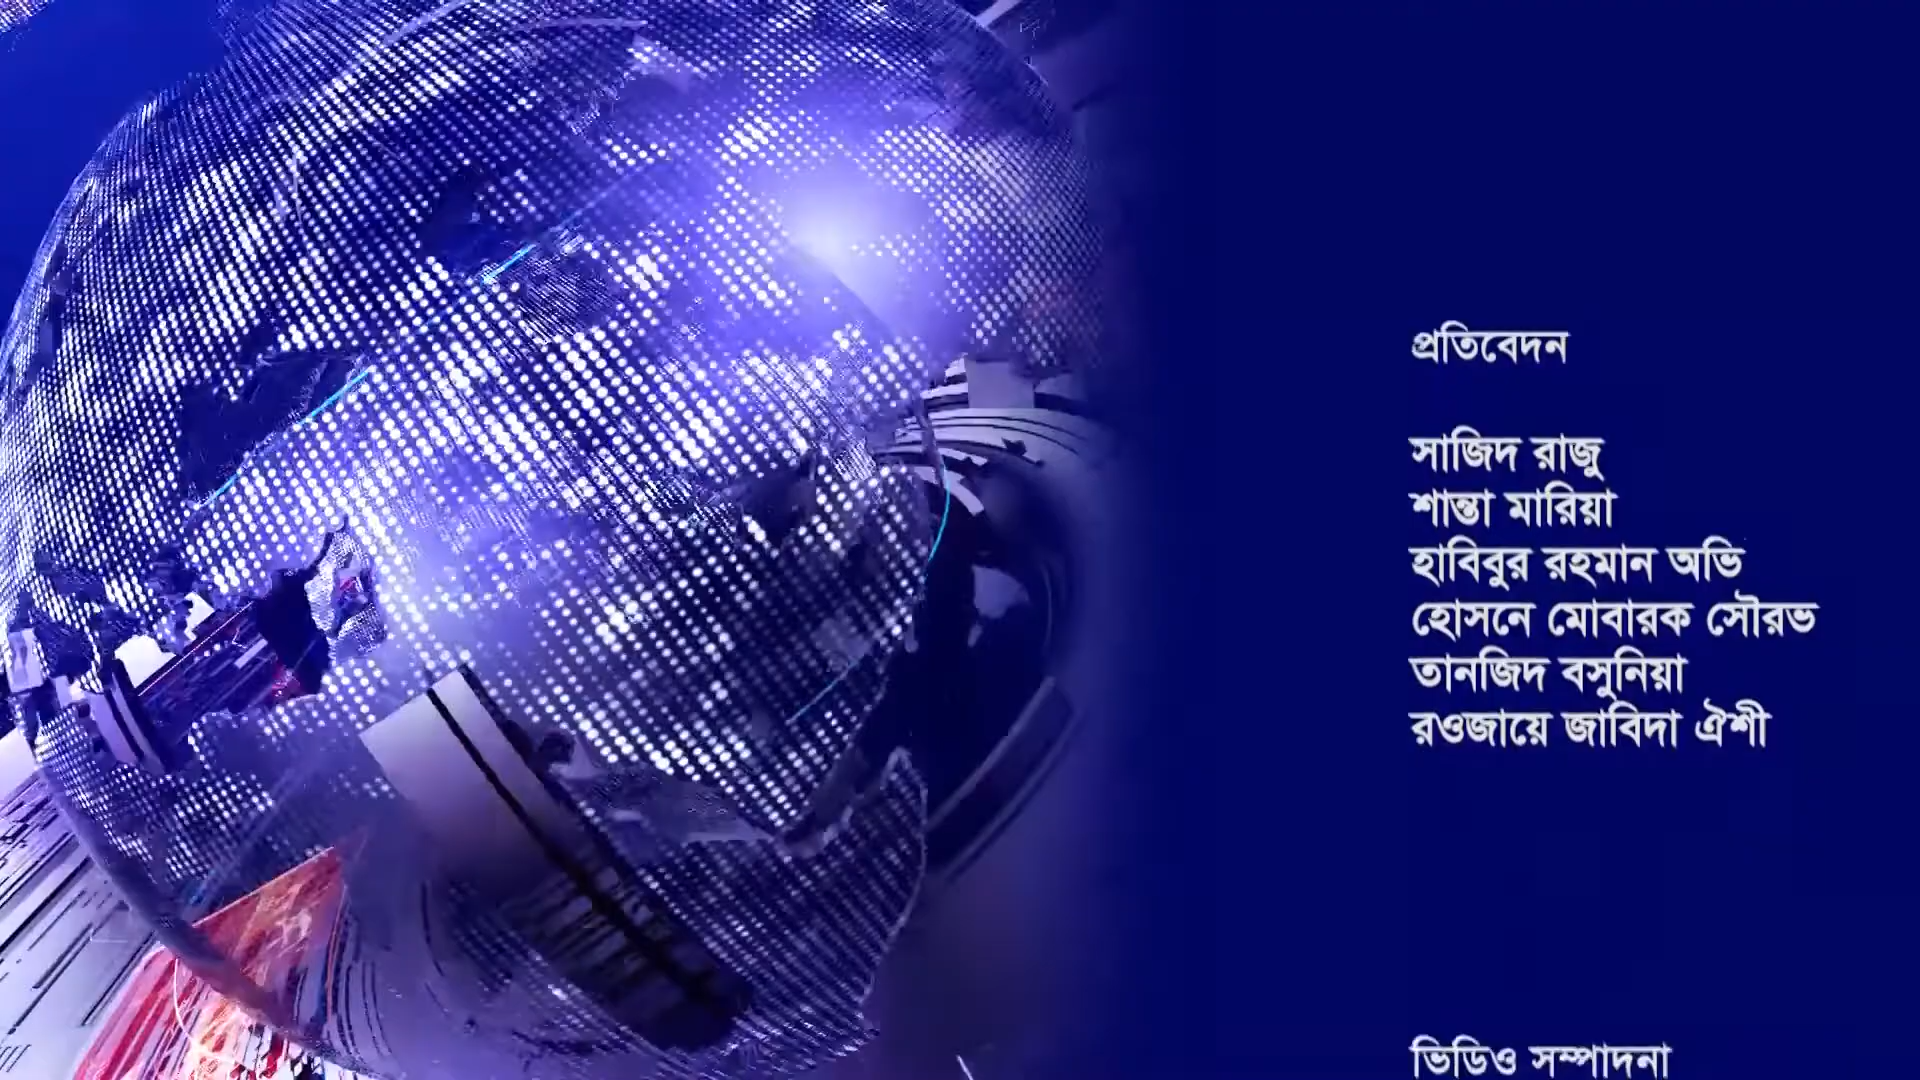 প্রতিবেদন
সাজিদ রাজু
শান্তা মারিয়া
হাবিবুর রহমান অভি
হোসনে মোবারক সৌরভ
তানজিদ বসুনিয়া
রওজায়ে জাবিদা ঐশী
ভিডিও সম্পাদনা